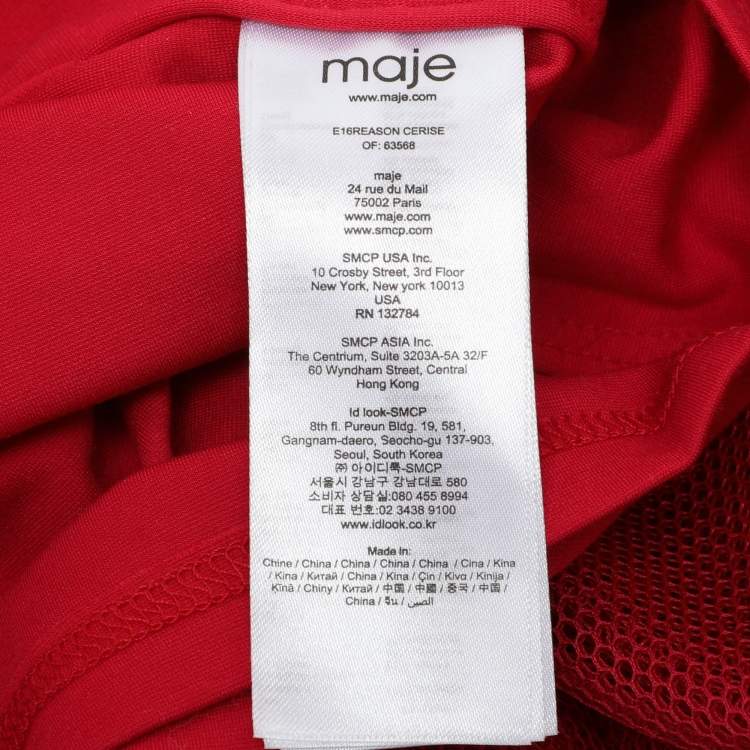 maje
www.maje.com
E16REASON CERISE
OF: 63568
maje
24 rue du Mail
75002 Paris
www.maje.com
www.smcp.com
SMCP USA Inc.
10 Crosby Street, 3rd Floor
New York, New York 10013
USA
RN 132784
SMCP ASIA Inc.
The Centrium, Suite 3203A-5A 32/F
60 Wyndham Street, Central
Hong Kong
Id look-SMCP
8th fl. Pureun Bldg. 19, 581,
Gangnam-daero, Seocho-gu 137-903,
Seoul, South Korea
㈜ 아이디룩-SMCP
서울시 강남구 강남대로 580
소비자 상담실:080 455 8994
대표 번호:02 3438 9100
www.idlook.co.kr
Made In:
Chine / China / China / China / China / Cina / Kina
/ Kina / Китай / China / Kina / Çin / Κίνα / Kinija /
Ķīnā / Chiny / Китай / 中国 / 中國 / 중국 / 中国 /
China / จีน / الصين